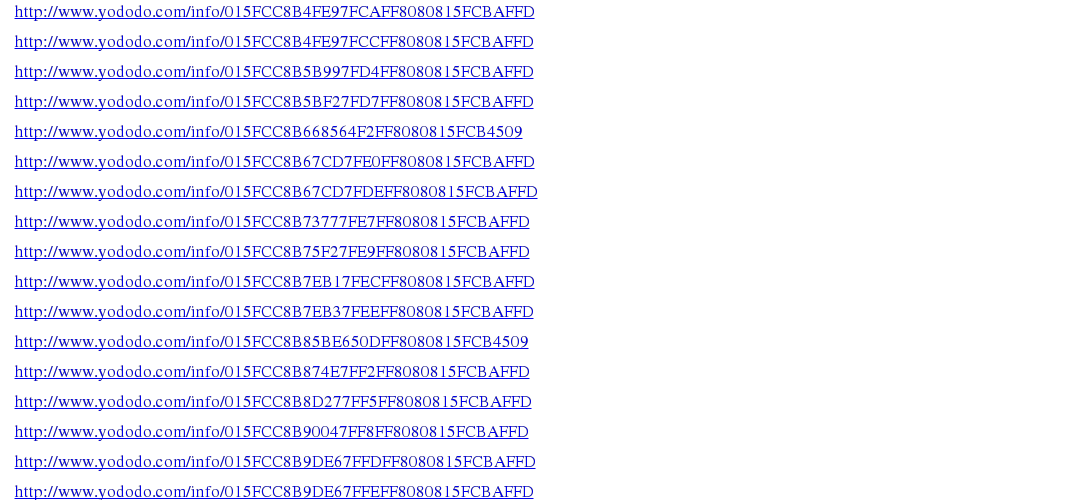 http://www.yododo.com/info/015FCC8B4FE97FCAFF8080815FCBAFFD
http://www.yododo.com/info/015FCC8B4FE97FCCFF8080815FCBAFFD
http://www.yododo.com/info/015FCC8B5B997FD4FF8080815FCBAFFD
http://www.yododo.com/info/015FCC8B5BF27FD7FF8080815FCBAFFD
http://www.yododo.com/info/015FCC8B668564F2FF8080815FCB4509
http://www.yododo.com/info/015FCC8B67CD7FE0FF8080815FCBAFFD
http://www.yododo.com/info/015FCC8B67CD7FDEFF8080815FCBAFFD
http://www.yododo.com/info/015FCC8B73777FE7FF8080815FCBAFFD
http://www.yododo.com/info/015FCC8B75F27FE9FF8080815FCBAFFD
http://www.yododo.com/info/015FCC8B7EB17FECFF8080815FCBAFFD
http://www.yododo.com/info/015FCC8B7EB37FEEFF8080815FCBAFFD
http://www.yododo.com/info/015FCC8B85BE650DFF8080815FCB4509
http://www.yododo.com/info/015FCC8B874E7FF2FF8080815FCBAFFD
http://www.yododo.com/info/015FCC8B8D277FF5FF8080815FCBAFFD
http://www.yododo.com/info/015FCC8B90047FF8FF8080815FCBAFFD
http://www.yododo.com/info/015FCC8B9DE67FFDFF8080815FCBAFFD
http://www.yododo.com/info/015FCC8B9DE67FFEFF8080815FCBAFFD